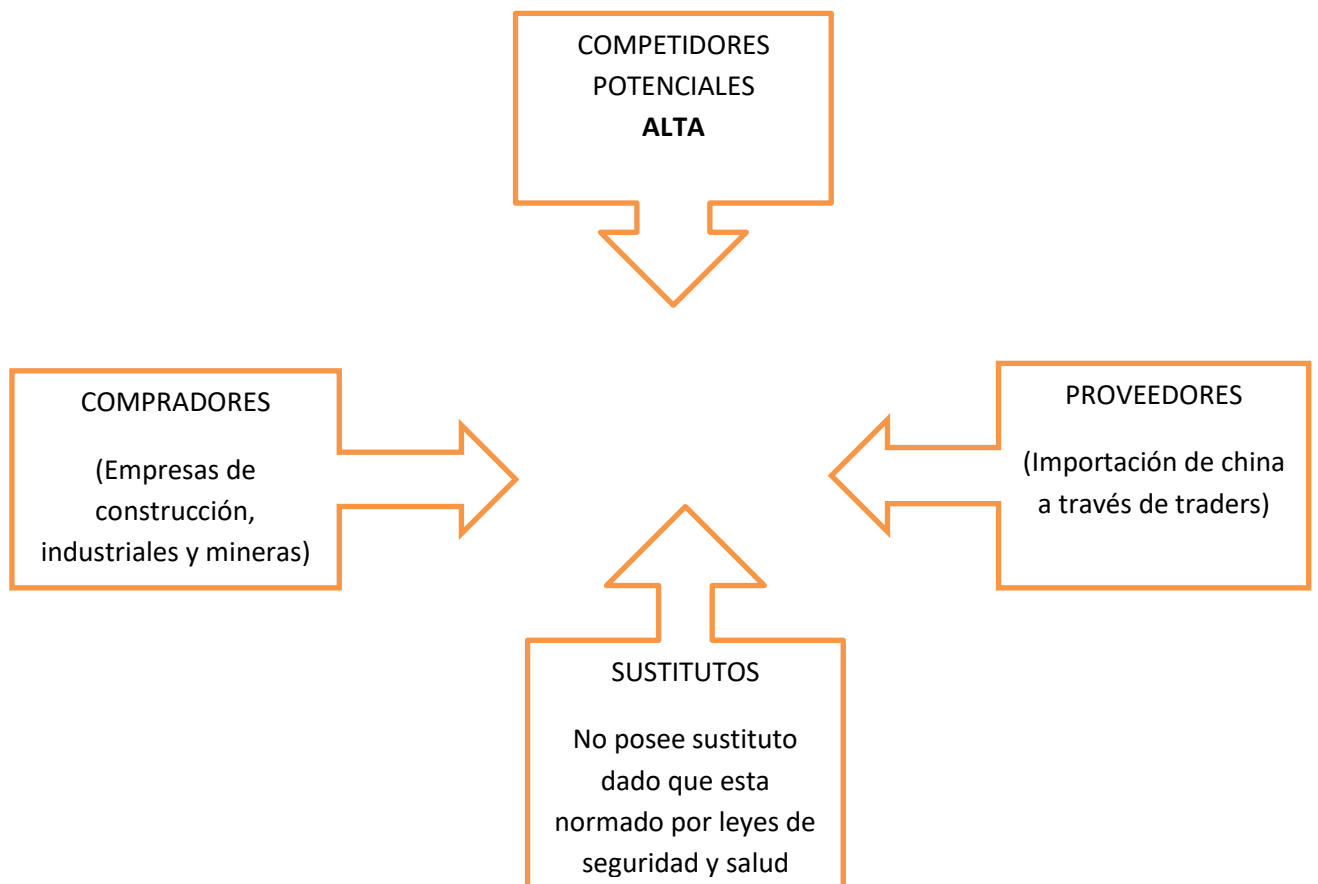 COMPETIDORES
POTENCIALES
ALTA
COMPRADORES
(Empresas de
construcción,
industriales y mineras)
PROVEEDORES
(Importación de china
a través de traders)
SUSTITUTOS
No posee sustituto
dado que esta
normado por leyes de
seguridad y salud